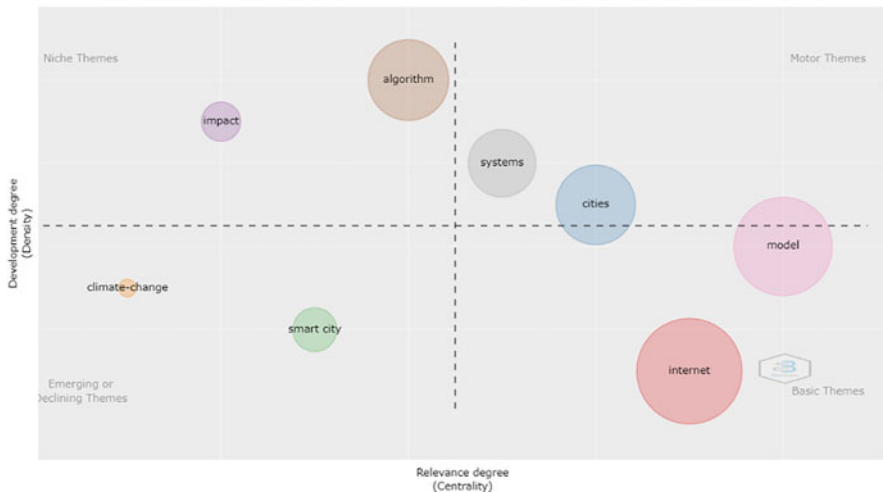 Niche Themes
Motor Themes
algorithm
impact
systems
cities
model
climate-change
smart city
internet
Emerging or
Declining Themes
Basic Themes
Development degree
(Density)
Relevance degree
(Centrality)